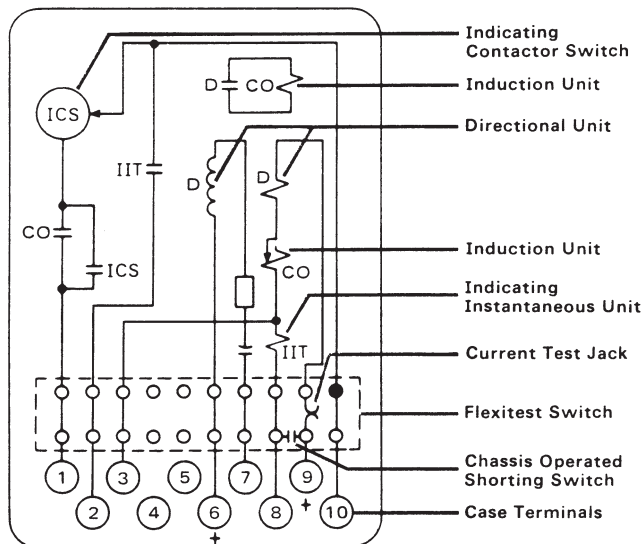 Indicating
Contactor Switch
D CO
Induction Unit
ICS
Directional Unit
IIT
D
D
CO
Induction Unit
ICS
CO
Indicating
Instantaneous Unit
IIT
Current Test Jack
Flexitest Switch
Chassis Operated
Shorting Switch
1 3 5 7 9
+
2 4 6 8 10
+
Case Terminals